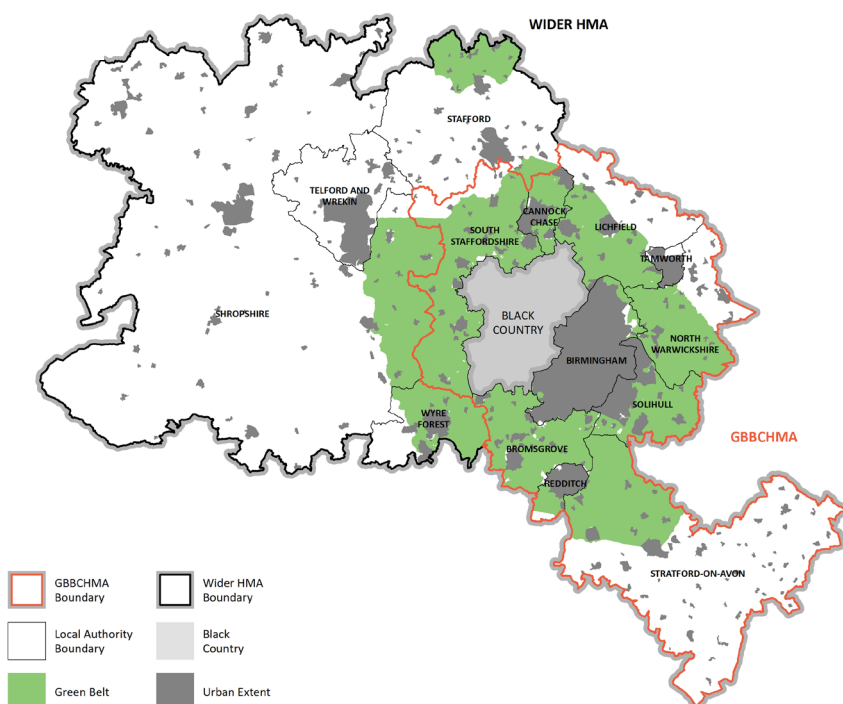 WIDER HMA
STAFFORD
TELFORD AND
WREKIN
CANNOCK
CHASE
LICHFIELD
SOUTH
STAFFORDSHIRE
TAMWORTH
SHROPSHIRE
BLACK
COUNTRY
NORTH
WARWICKSHIRE
BIRMINGHAM
SOLIHULL
WYRE
FOREST
GBBCHMA
BROMSGROVE
REDDITCH
STRATFORD-ON-AVON
GBBCHMA
Boundary
Wider HMA
Boundary
Local Authority
Boundary
Black
Country
Green Belt
Urban Extent